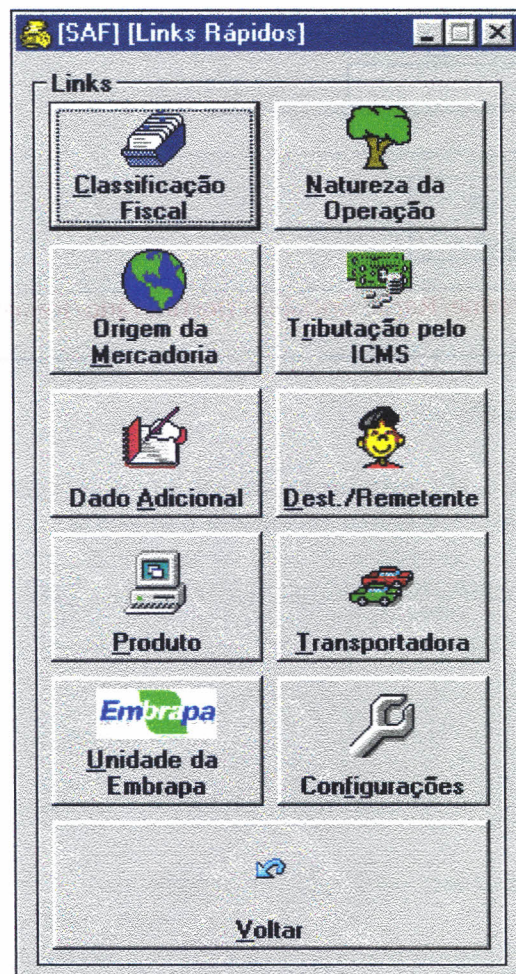 [SAF] [Links Rápidos]
Links
Classificação
Fiscal
Natureza da
Operação
Origem da
Mercadoria
Tributação pelo
ICMS
Dado Adicional
Dest./Remetente
Produto
Transportadora
Embrapa
Unidade da
Embrapa
Configurações
Voltar